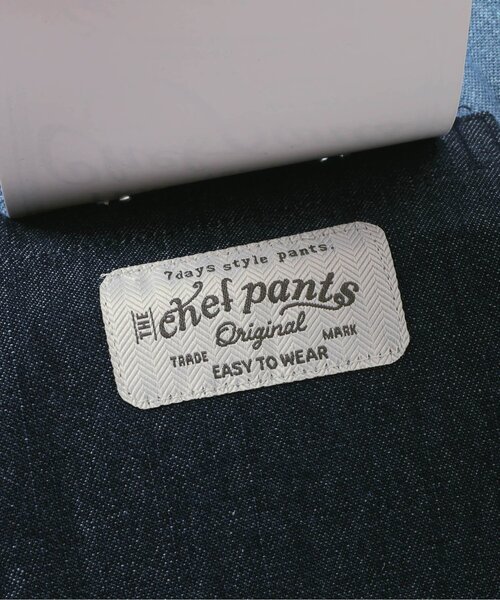 7days style pants.
THE chef pants
Original
TRADE MARK
EASY TO WEAR